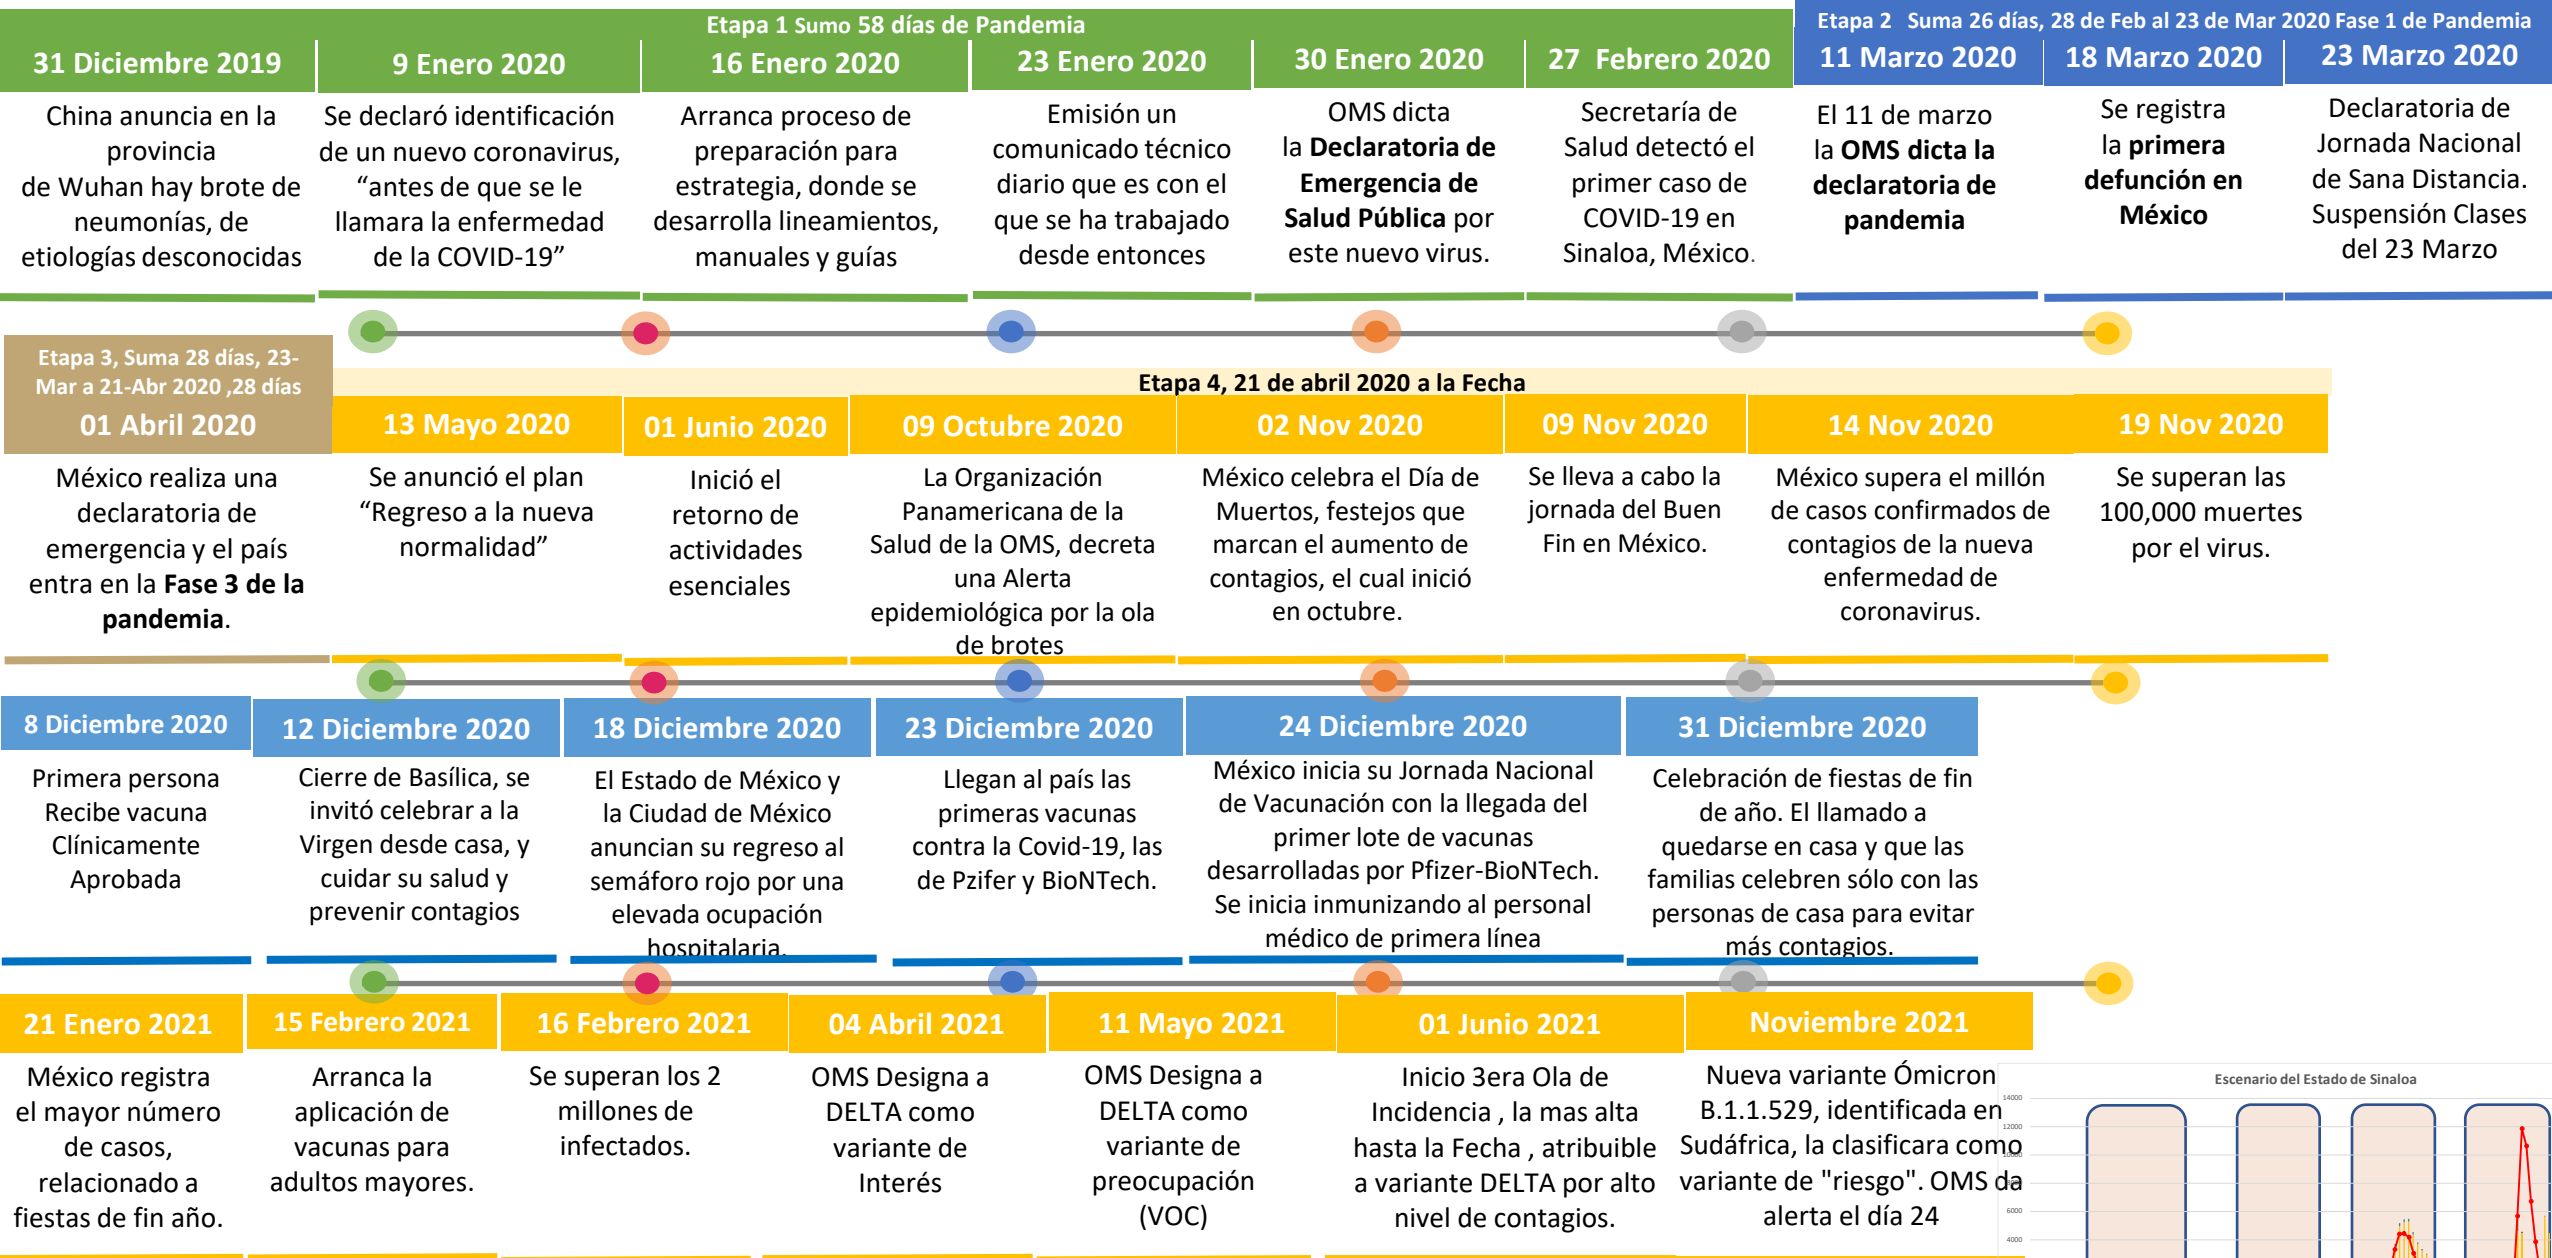 Etapa 1 Sumo 58 días de Pandemia
Etapa 2 Suma 26 días, 28 de Feb al 23 de Mar 2020 Fase 1 de Pandemia
31 Diciembre 2019
China anuncia en la
provincia
de Wuhan hay brote de
neumonías, de
etiologías desconocidas
9 Enero 2020
Se declaró identificación
de un nuevo coronavirus,
“antes de que se le
llamara la enfermedad
de la COVID-19”
16 Enero 2020
Arranca proceso de
preparación para
estrategia, donde se
desarrolla lineamientos,
manuales y guías
23 Enero 2020
Emisión un
comunicado técnico
diario que es con el
que se ha trabajado
desde entonces
30 Enero 2020
OMS dicta
la Declaratoria de
Emergencia de
Salud Pública por
este nuevo virus.
27 Febrero 2020
Secretaría de
Salud detectó el
primer caso de
COVID-19 en
Sinaloa, México.
11 Marzo 2020
El 11 de marzo
la OMS dicta la
declaratoria de
pandemia
18 Marzo 2020
Se registra
la primera
defunción en
México
23 Marzo 2020
Declaratoria de
Jornada Nacional
de Sana Distancia.
Suspensión Clases
del 23 Marzo
Etapa 3, Suma 28 días, 23-
Mar a 21-Abr 2020 ,28 días
Etapa 4, 21 de abril 2020 a la Fecha
01 Abril 2020
México realiza una
declaratoria de
emergencia y el país
entra en la Fase 3 de la
pandemia.
13 Mayo 2020
Se anunció el plan
“Regreso a la nueva
normalidad”
01 Junio 2020
Inició el
retorno de
actividades
esenciales
09 Octubre 2020
La Organización
Panamericana de la
Salud de la OMS, decreta
una Alerta
epidemiológica por la ola
de brotes
02 Nov 2020
México celebra el Día de
Muertos, festejos que
marcan el aumento de
contagios, el cual inició
en octubre.
09 Nov 2020
Se lleva a cabo la
jornada del Buen
Fin en México.
14 Nov 2020
México supera el millón
de casos confirmados de
contagios de la nueva
enfermedad de
coronavirus.
19 Nov 2020
Se superan las
100,000 muertes
por el virus.
8 Diciembre 2020
Primera persona
Recibe vacuna
Clínicamente
Aprobada
12 Diciembre 2020
Cierre de Basílica, se
invitó celebrar a la
Virgen desde casa, y
cuidar su salud y
prevenir contagios
18 Diciembre 2020
El Estado de México y
la Ciudad de México
anuncian su regreso al
semáforo rojo por una
elevada ocupación
hospitalaria.
23 Diciembre 2020
Llegan al país las
primeras vacunas
contra la Covid-19, las
de Pzifer y BioNTech.
24 Diciembre 2020
México inicia su Jornada Nacional
de Vacunación con la llegada del
primer lote de vacunas
desarrolladas por Pfizer-BioNTech.
Se inicia inmunizando al personal
médico de primera línea
31 Diciembre 2020
Celebración de fiestas de fin
de año. El llamado a
quedarse en casa y que las
familias celebren sólo con las
personas de casa para evitar
más contagios.
21 Enero 2021
México registra
el mayor número
de casos,
relacionado a
fiestas de fin año.
15 Febrero 2021
Arranca la
aplicación de
vacunas para
adultos mayores.
16 Febrero 2021
Se superan los 2
millones de
infectados.
04 Abril 2021
OMS Designa a
DELTA como
variante de
Interés
11 Mayo 2021
OMS Designa a
DELTA como
variante de
preocupación
(VOC)
01 Junio 2021
Inicio 3era Ola de
Incidencia , la mas alta
hasta la Fecha , atribuible
a variante DELTA por alto
nivel de contagios.
Noviembre 2021
Nueva variante Ómicron
B.1.1.529, identificada en
Sudáfrica, la clasificara como
variante de "riesgo". OMS da
alerta el día 24
Escenario del Estado de Sinaloa
14000
12000
10000
6000
4000